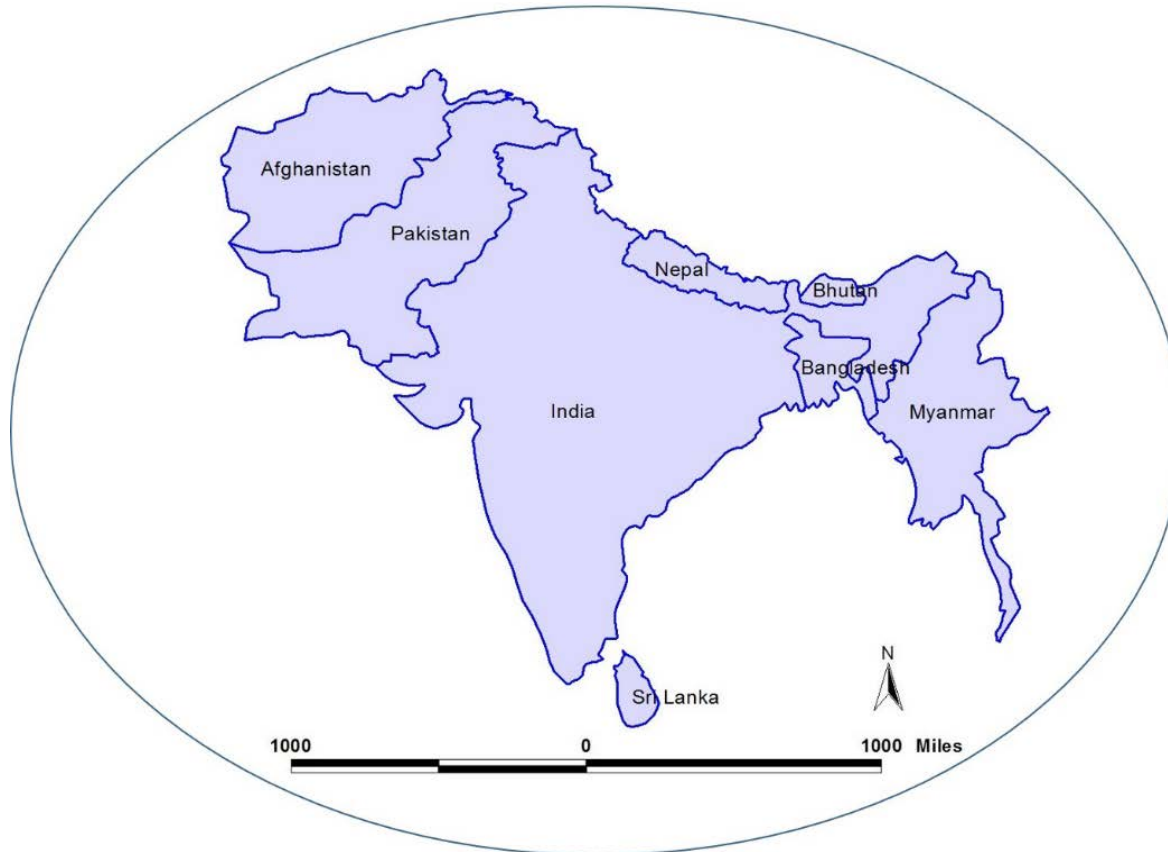 Afghanistan
Pakistan
Nepal
Bhutan
Bangladesh
India
Myanmar
Sri Lanka
N
1000 0 1000 Miles